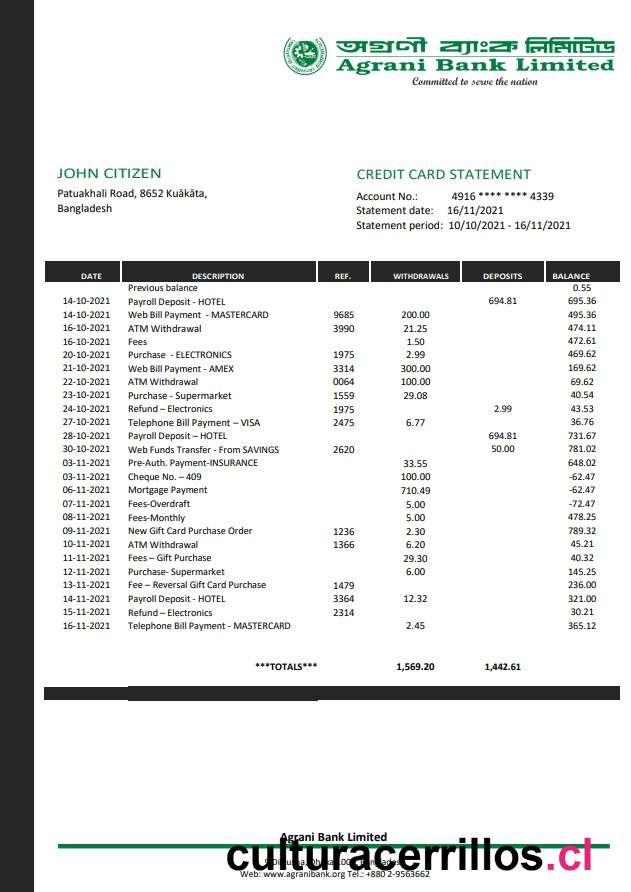 অগ্রণী ব্যাংক লিমিটেড
Agrani Bank Limited
Committed to serve the nation
JOHN CITIZEN
Patuakhali Road, 8652 Kuākāta,
Bangladesh
CREDIT CARD STATEMENT
Account No.: 4916 **** **** 4339
Statement date: 16/11/2021
Statement period: 10/10/2021 - 16/11/2021
DATE DESCRIPTION REF. WITHDRAWALS DEPOSITS BALANCE
Previous balance 0.55
14-10-2021 Payroll Deposit - HOTEL 694.81 695.36
14-10-2021 Web Bill Payment - MASTERCARD 9685 200.00 495.36
16-10-2021 ATM Withdrawal 3990 21.25 474.11
16-10-2021 Fees 1.50 472.61
20-10-2021 Purchase - ELECTRONICS 1975 2.99 469.62
21-10-2021 Web Bill Payment - AMEX 3314 300.00 169.62
22-10-2021 ATM Withdrawal 0064 100.00 69.62
23-10-2021 Purchase - Supermarket 1559 29.08 40.54
24-10-2021 Refund – Electronics 1975 2.99 43.53
27-10-2021 Telephone Bill Payment – VISA 2475 6.77 36.76
28-10-2021 Payroll Deposit – HOTEL 694.81 731.67
30-10-2021 Web Funds Transfer - From SAVINGS 2620 50.00 781.02
03-11-2021 Pre-Auth. Payment-INSURANCE 33.55 648.02
03-11-2021 Cheque No. – 409 100.00 -62.47
06-11-2021 Mortgage Payment 710.49 -62.47
07-11-2021 Fees-Overdraft 5.00 -72.47
08-11-2021 Fees-Monthly 5.00 478.25
09-11-2021 New Gift Card Purchase Order 1236 2.30 789.32
10-11-2021 ATM Withdrawal 1366 6.20 45.21
11-11-2021 Fees – Gift Purchase 29.30 40.32
12-11-2021 Purchase- Supermarket 6.00 145.25
13-11-2021 Fee – Reversal Gift Card Purchase 1479 236.00
14-11-2021 Payroll Deposit - HOTEL 3364 12.32 321.00
15-11-2021 Refund – Electronics 2314 30.21
16-11-2021 Telephone Bill Payment - MASTERCARD 2.45 365.12
***TOTALS*** 1,569.20 1,442.61
Agrani Bank Limited
culturacerrillos.cl
Web: www.agranibank.org Tel.: +880 2-9563662